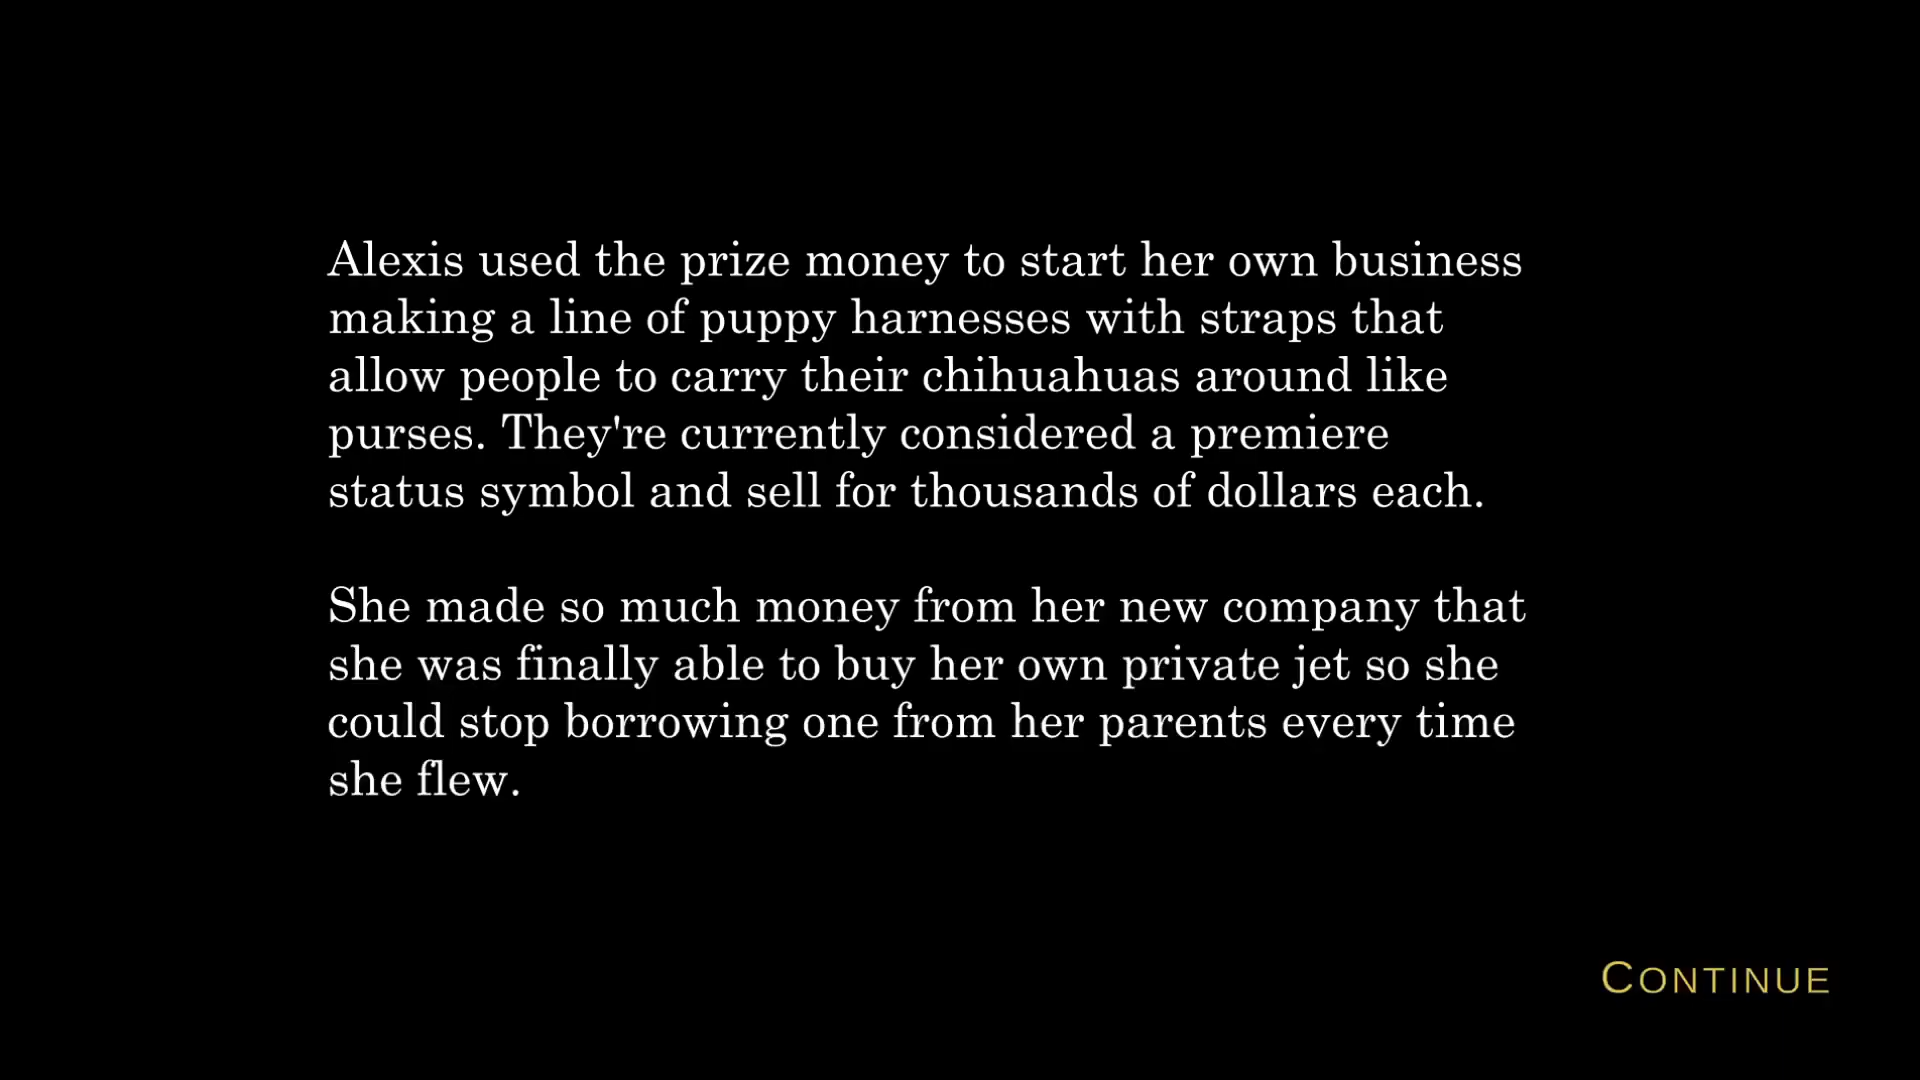 Alexis used the prize money to start her own business
making a line of puppy harnesses with straps that
allow people to carry their chihuahuas around like
purses. They're currently considered a premiere
status symbol and sell for thousands of dollars each.
She made so much money from her new company that
she was finally able to buy her own private jet so she
could stop borrowing one from her parents every time
she flew.
CONTINUE